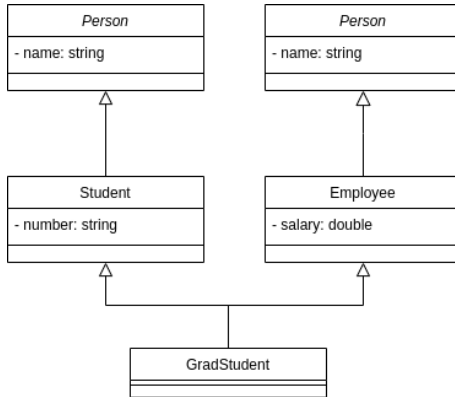 Person
- name: string
Person
- name: string
Student
- number: string
Employee
- salary: double
GradStudent